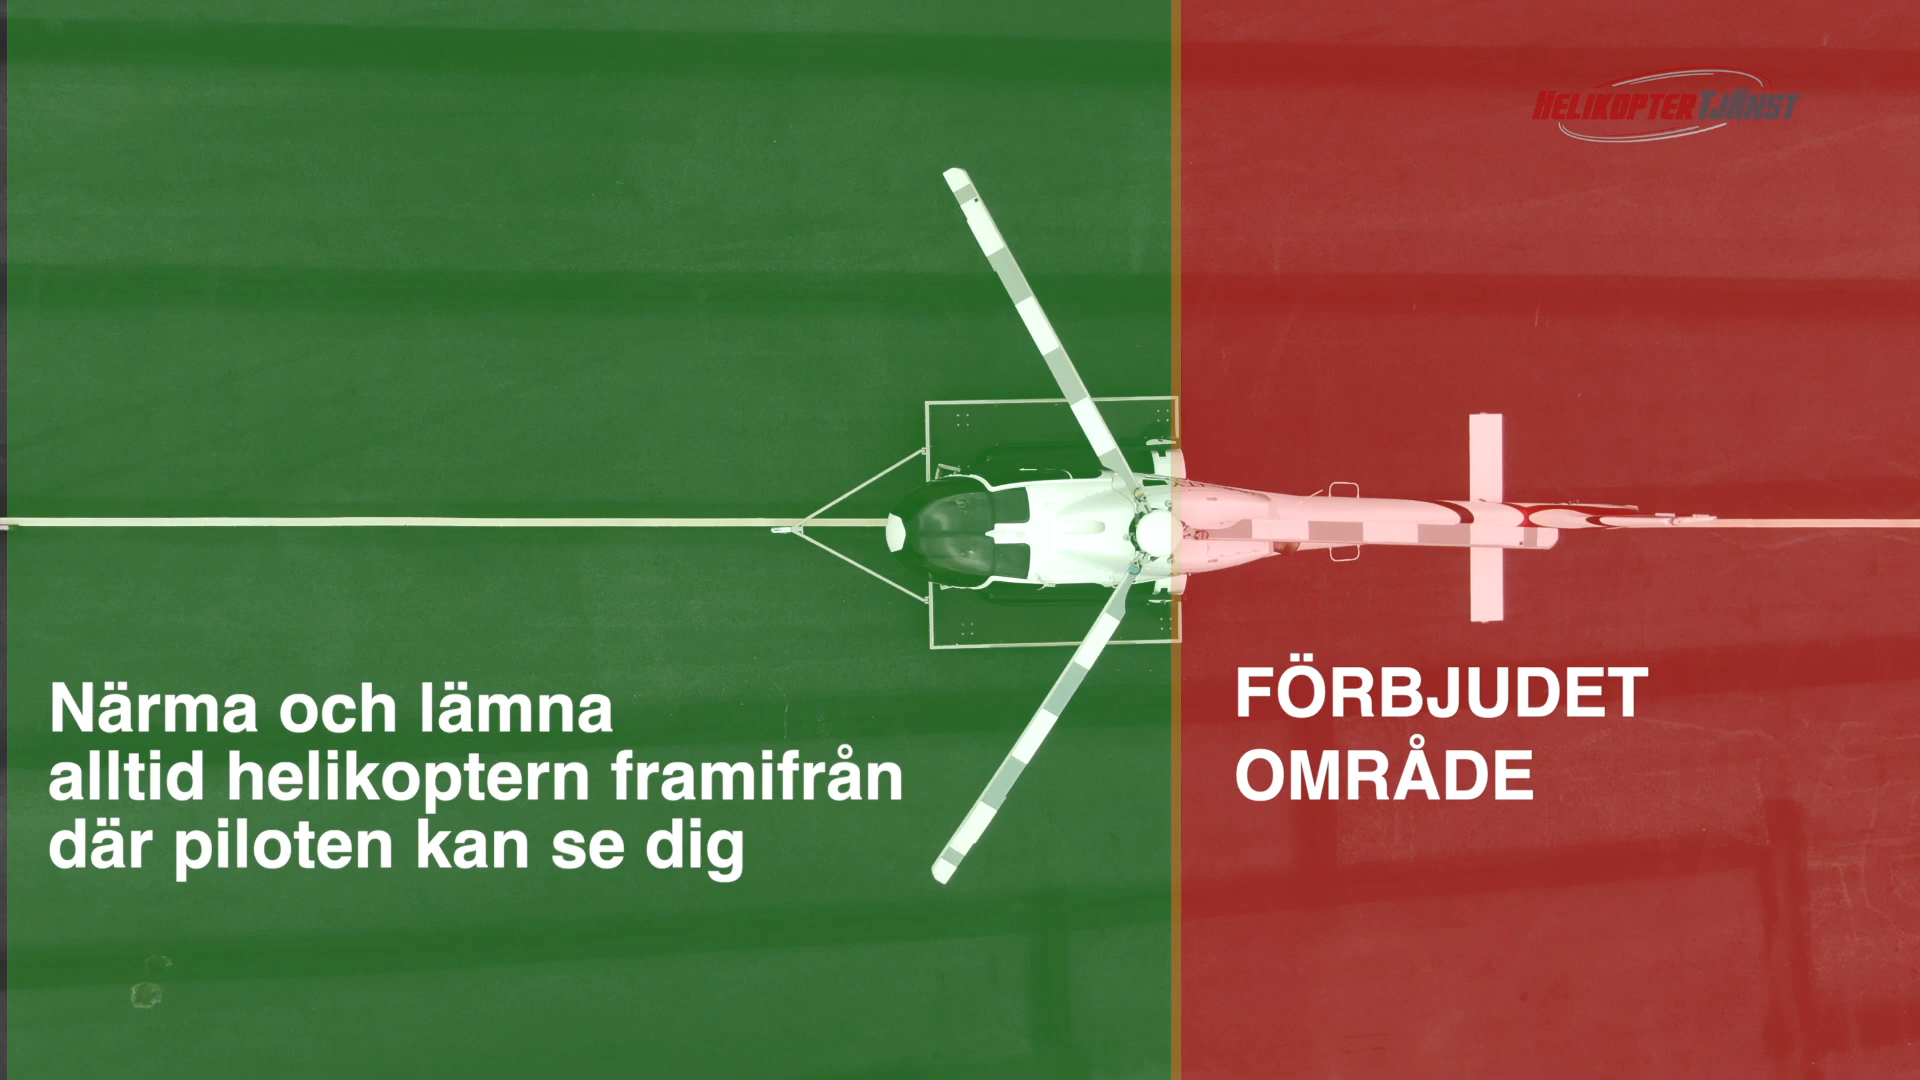 HELIKOPTERTJÄNST
Närma och lämna
alltid helikoptern framifrån
där piloten kan se dig
FÖRBJUDET
OMRÅDE